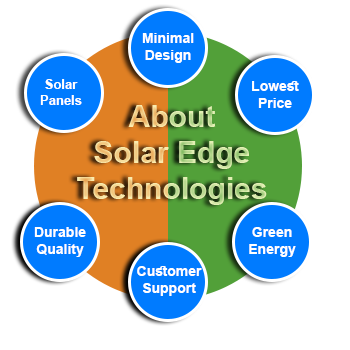 Minimal
Design
Solar
Panels
Lowest
Price
About
Solar Edge
Technologies
Durable
Quality
Green
Energy
Customer
Support